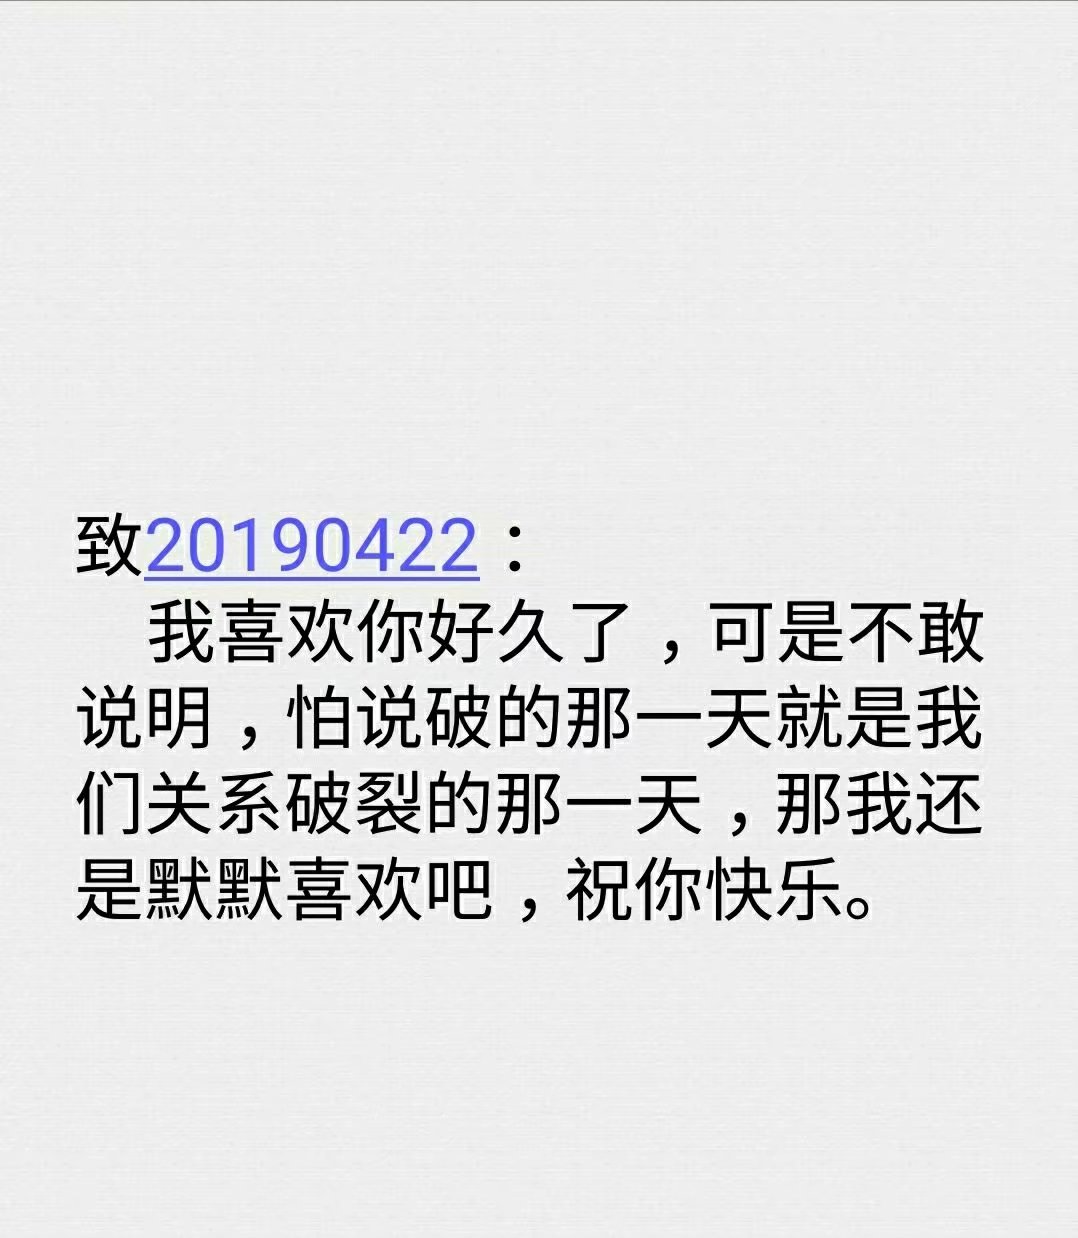 致20190422：
我喜欢你好久了，可是不敢
说明，怕说破的那一天就是我
们关系破裂的那一天，那我还
是默默喜欢吧，祝你快乐。